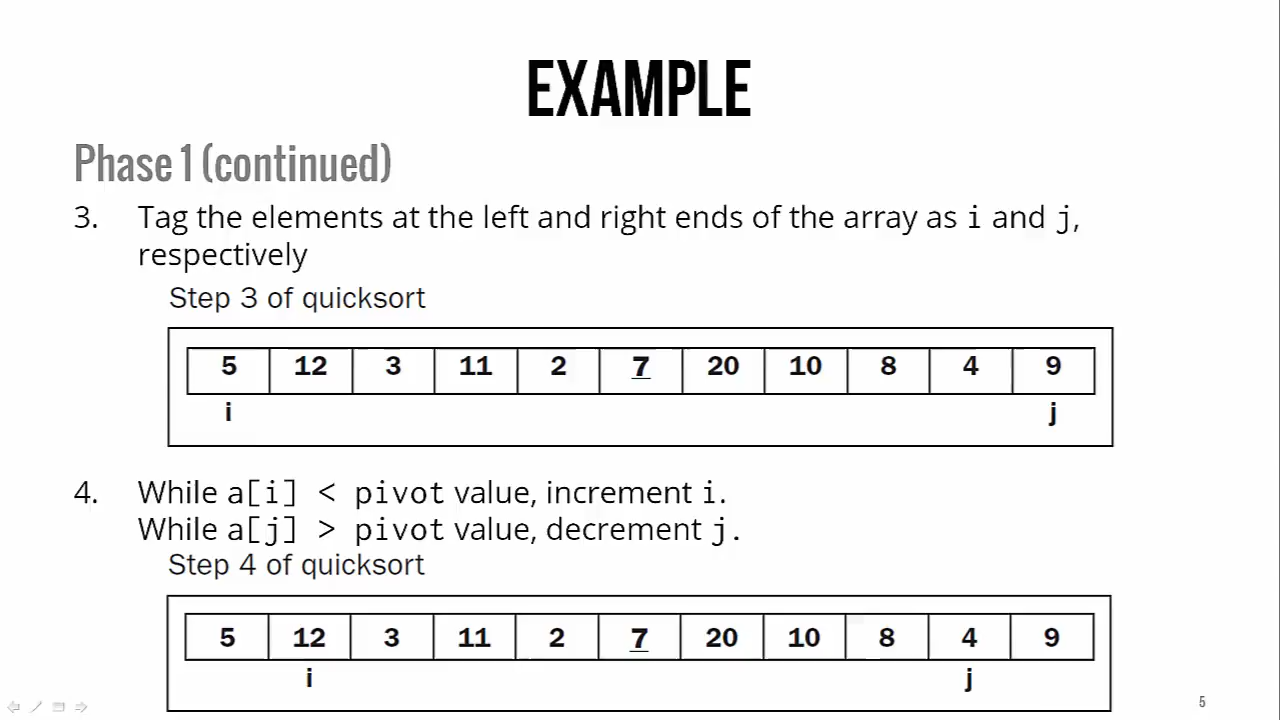 EXAMPLE
Phase 1 (continued)
3. Tag the elements at the left and right ends of the array as i and j,
respectively
Step 3 of quicksort
5 12 3 11 2 7 20 10 8 4 9
i j
4. While a[i] < pivot value, increment i.
While a[j] > pivot value, decrement j.
Step 4 of quicksort
5 12 3 11 2 7 20 10 8 4 9
i j
5